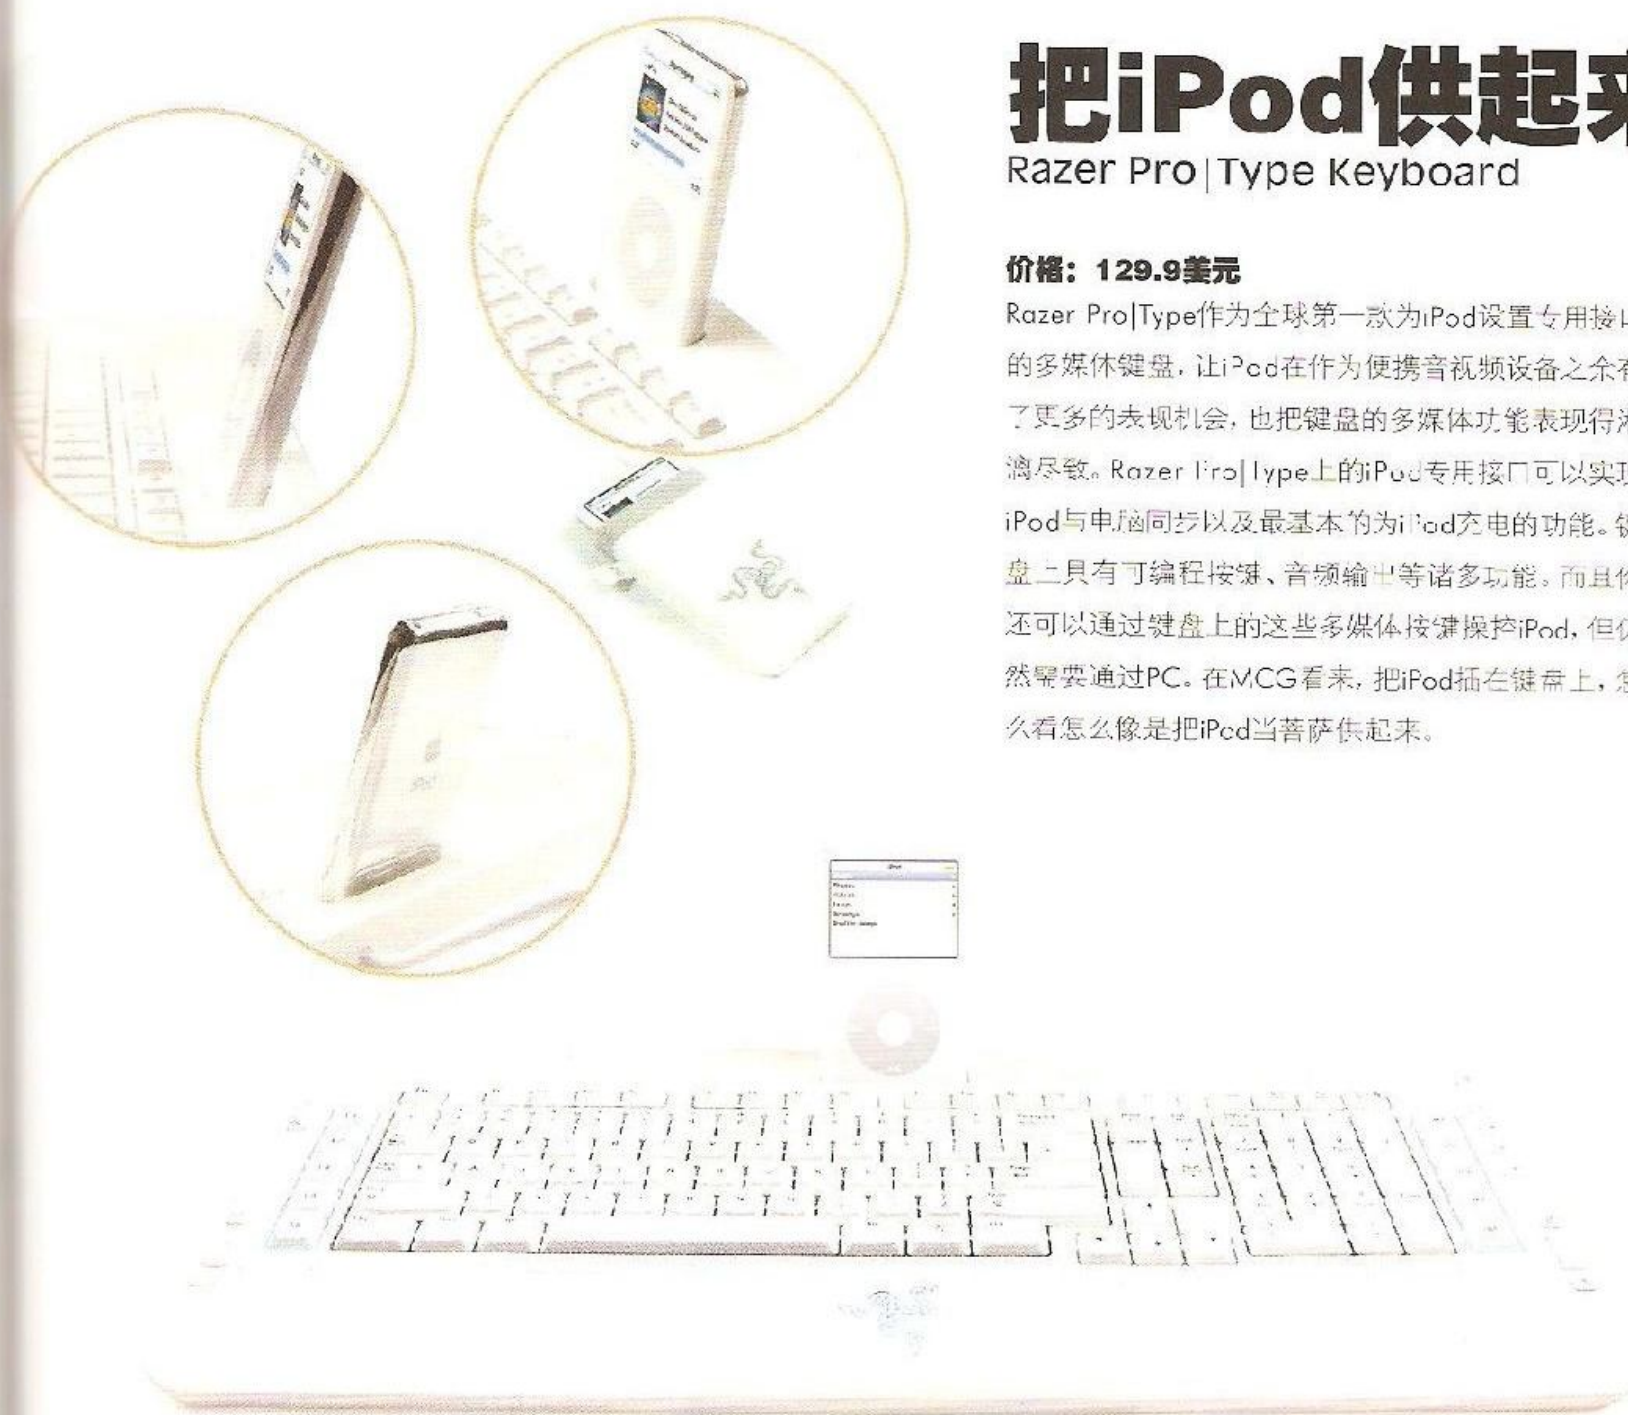 把iPod供起来
Razer Pro|Type Keyboard
价格：129.9美元
Razer Pro|Type作为全球第一款为iPod设置专用接口
的多媒体键盘，让iPod在作为便携音视频设备之余有
了更多的表现机会，也把键盘的多媒体功能表现得淋
漓尽致。Razer Pro|Type上的iPod专用接口可以实现
iPod与电脑同步以及最基本的为iPod充电的功能。键
盘上具有可编程按键、音频输出等诸多功能。而且你
还可以通过键盘上的这些多媒体按键操控iPod，但仍
然需要通过PC。在MCG看来，把iPod插在键盘上，怎
么看怎么像是把iPod当菩萨供起来。